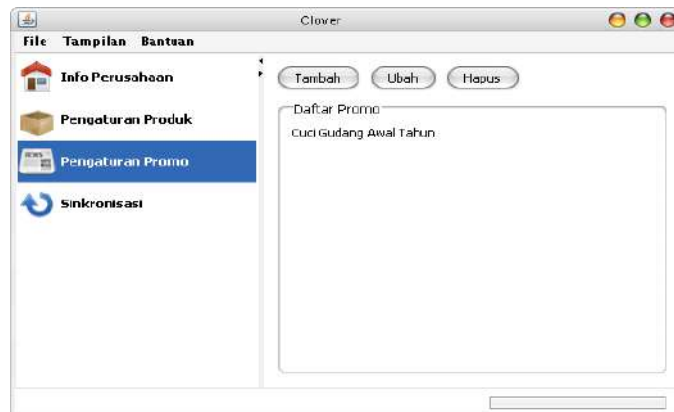 Clover
File Tampilan Bantuan
Info Perusahaan
Pengaturan Produk
Pengaturan Promo
Sinkronisasi
Tambah Ubah Hapus
Daftar Promo
Cuci Gudang Awal Tahun